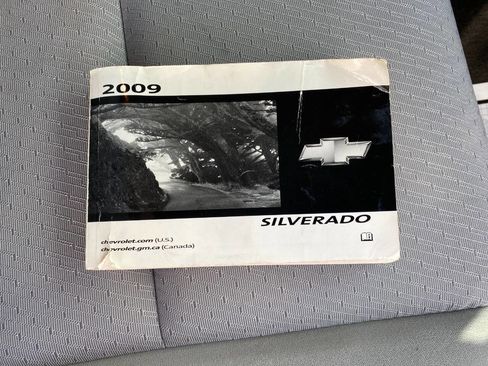 2009
SILVERADO
chevrolet.com (U.S.)
chevrolet.gm.ca (Canada)